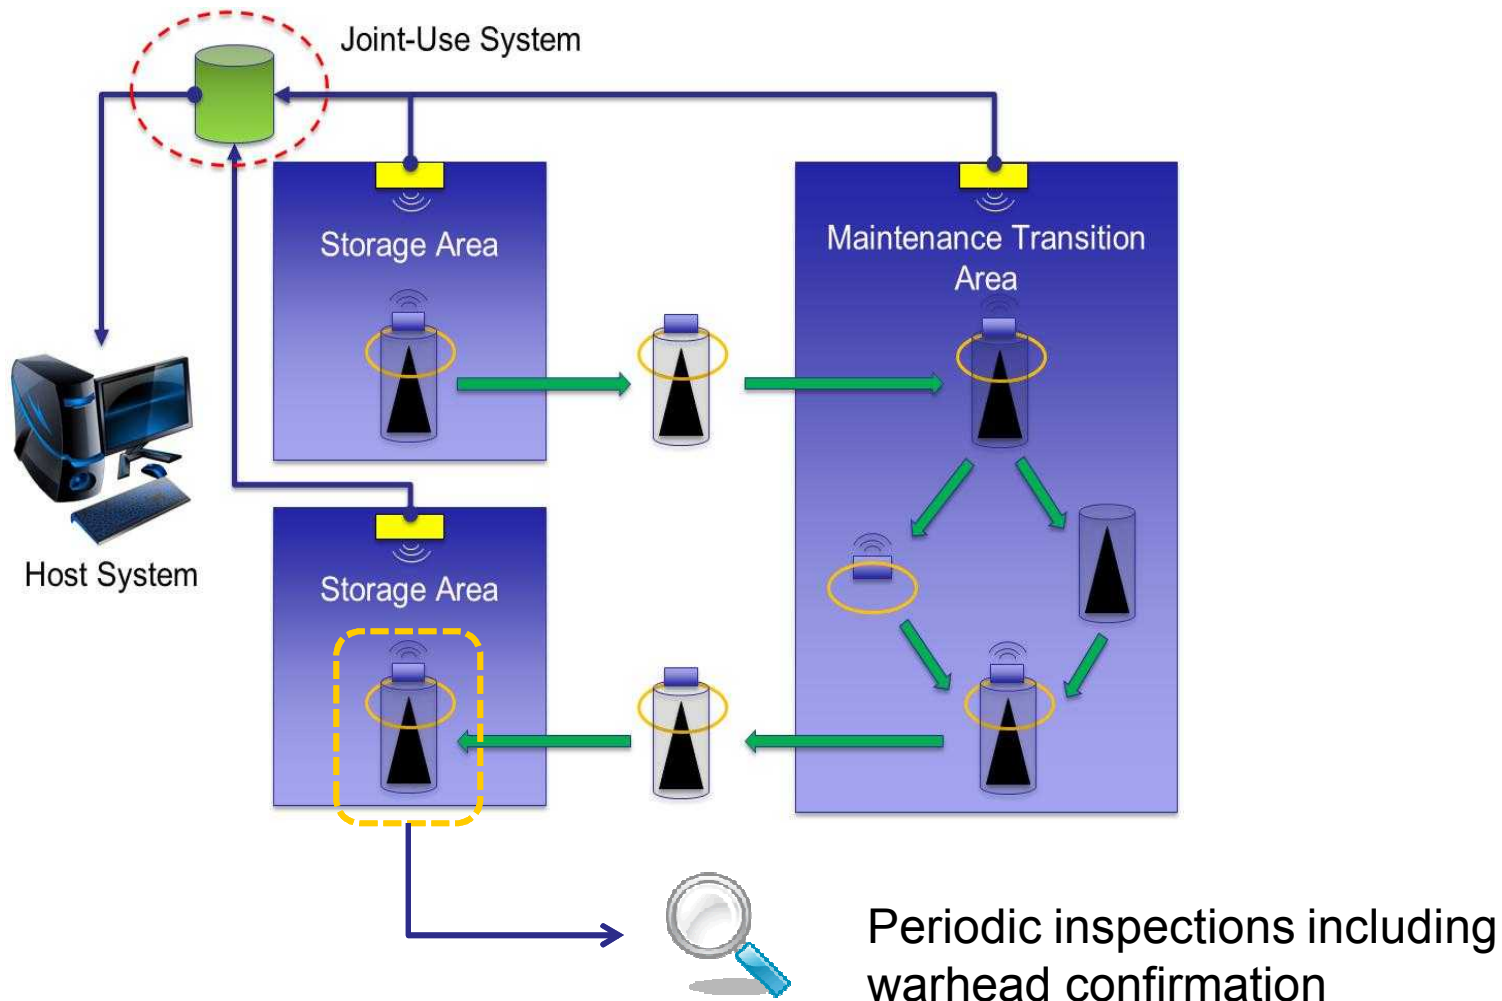 Joint-Use System
Storage Area
Maintenance Transition
Area
Host System
Storage Area
Periodic inspections including
warhead confirmation